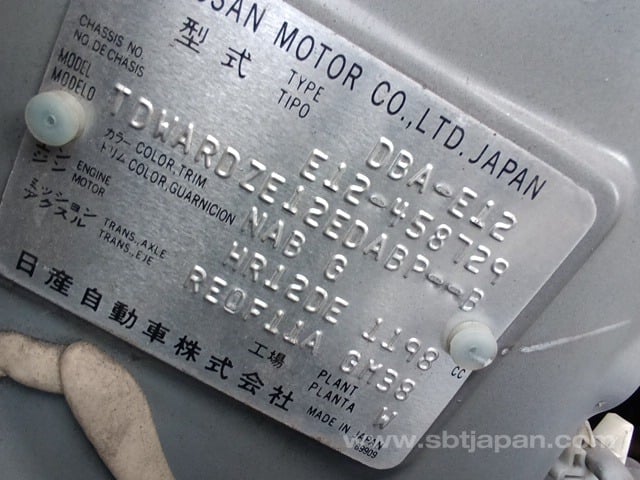 SSAN MOTOR CO.,LTD. JAPAN
型式 TYPE TIPO DBA-E12
CHASSIS NO. NO. DE CHASIS E12-458729
MODEL MODELO TDWARDZE12EDABP--B
カラー トリム COLOR,TRIM COLOR,GUARNICION NAB G
エンジン ENGINE MOTOR HR12DE 1198 CC
ミッション アクスル TRANS.,AXLE TRANS.,EJE RE0F11A GM38
工場 PLANT PLANTA W
日産自動車株式会社 MADE IN JAPAN
69909
www.sbtjapan.com